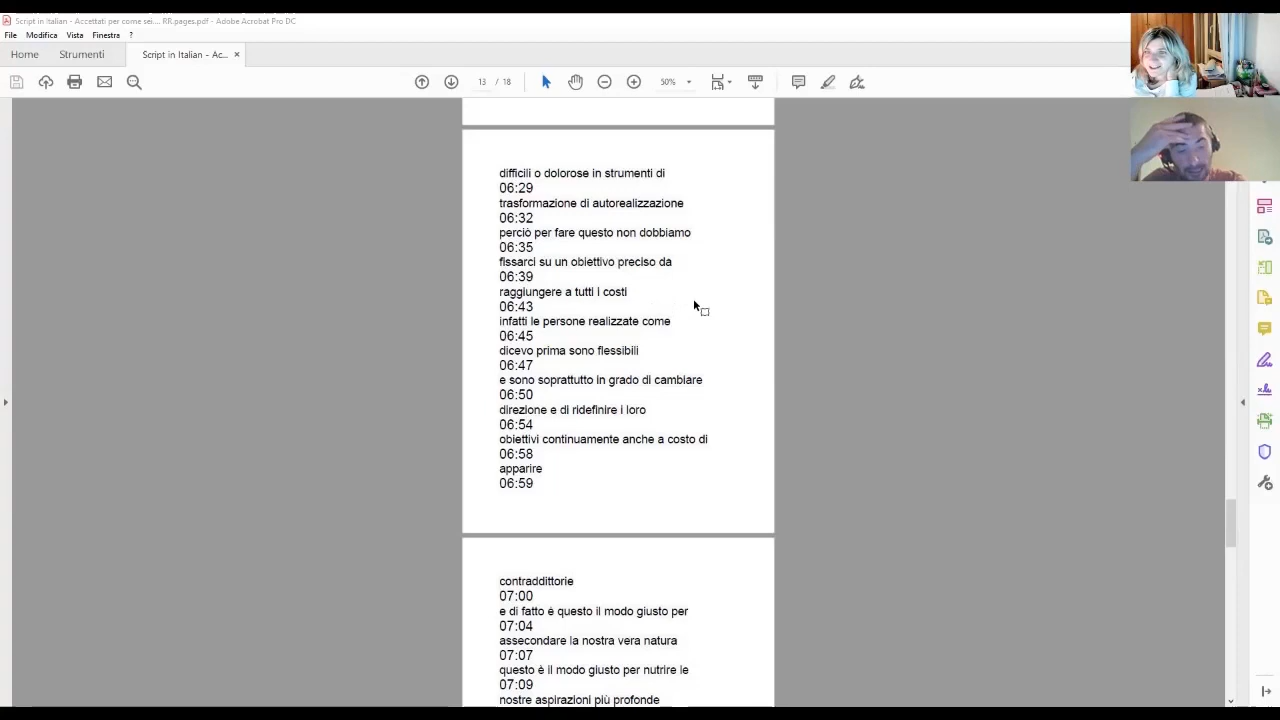 Script in Italian - Accettati per come sei.... RR.pages.pdf - Adobe Acrobat Pro DC
File Modifica Vista Finestra ?
Home Strumenti Script in Italian - Ac... ×
13 / 18 50%
difficili o dolorose in strumenti di
06:29
trasformazione di autorealizzazione
06:32
perciò per fare questo non dobbiamo
06:35
fissarci su un obiettivo preciso da
06:39
raggiungere a tutti i costi
06:43
infatti le persone realizzate come
06:45
dicevo prima sono flessibili
06:47
e sono soprattutto in grado di cambiare
06:50
direzione e di ridefinire i loro
06:54
obiettivi continuamente anche a costo di
06:58
apparire
06:59
contraddittorie
07:00
e di fatto è questo il modo giusto per
07:04
assecondare la nostra vera natura
07:07
questo è il modo giusto per nutrire le
07:09
nostre aspirazioni più profonde